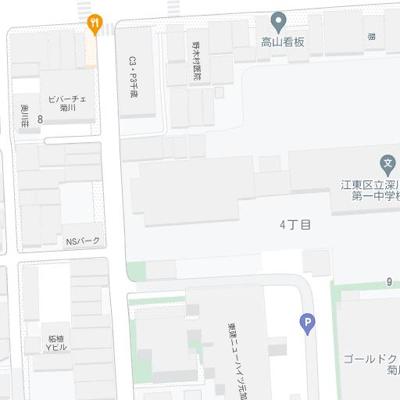 高山看板
野木村医院
C3・P3千歳
ビバーチェ
菊川
奥川荘
8
江東区立深川
第一中学校
4丁目
NSパーク
9
柘植
Yビル
東建ニューハイツ元加
P
ゴールドク
菊川